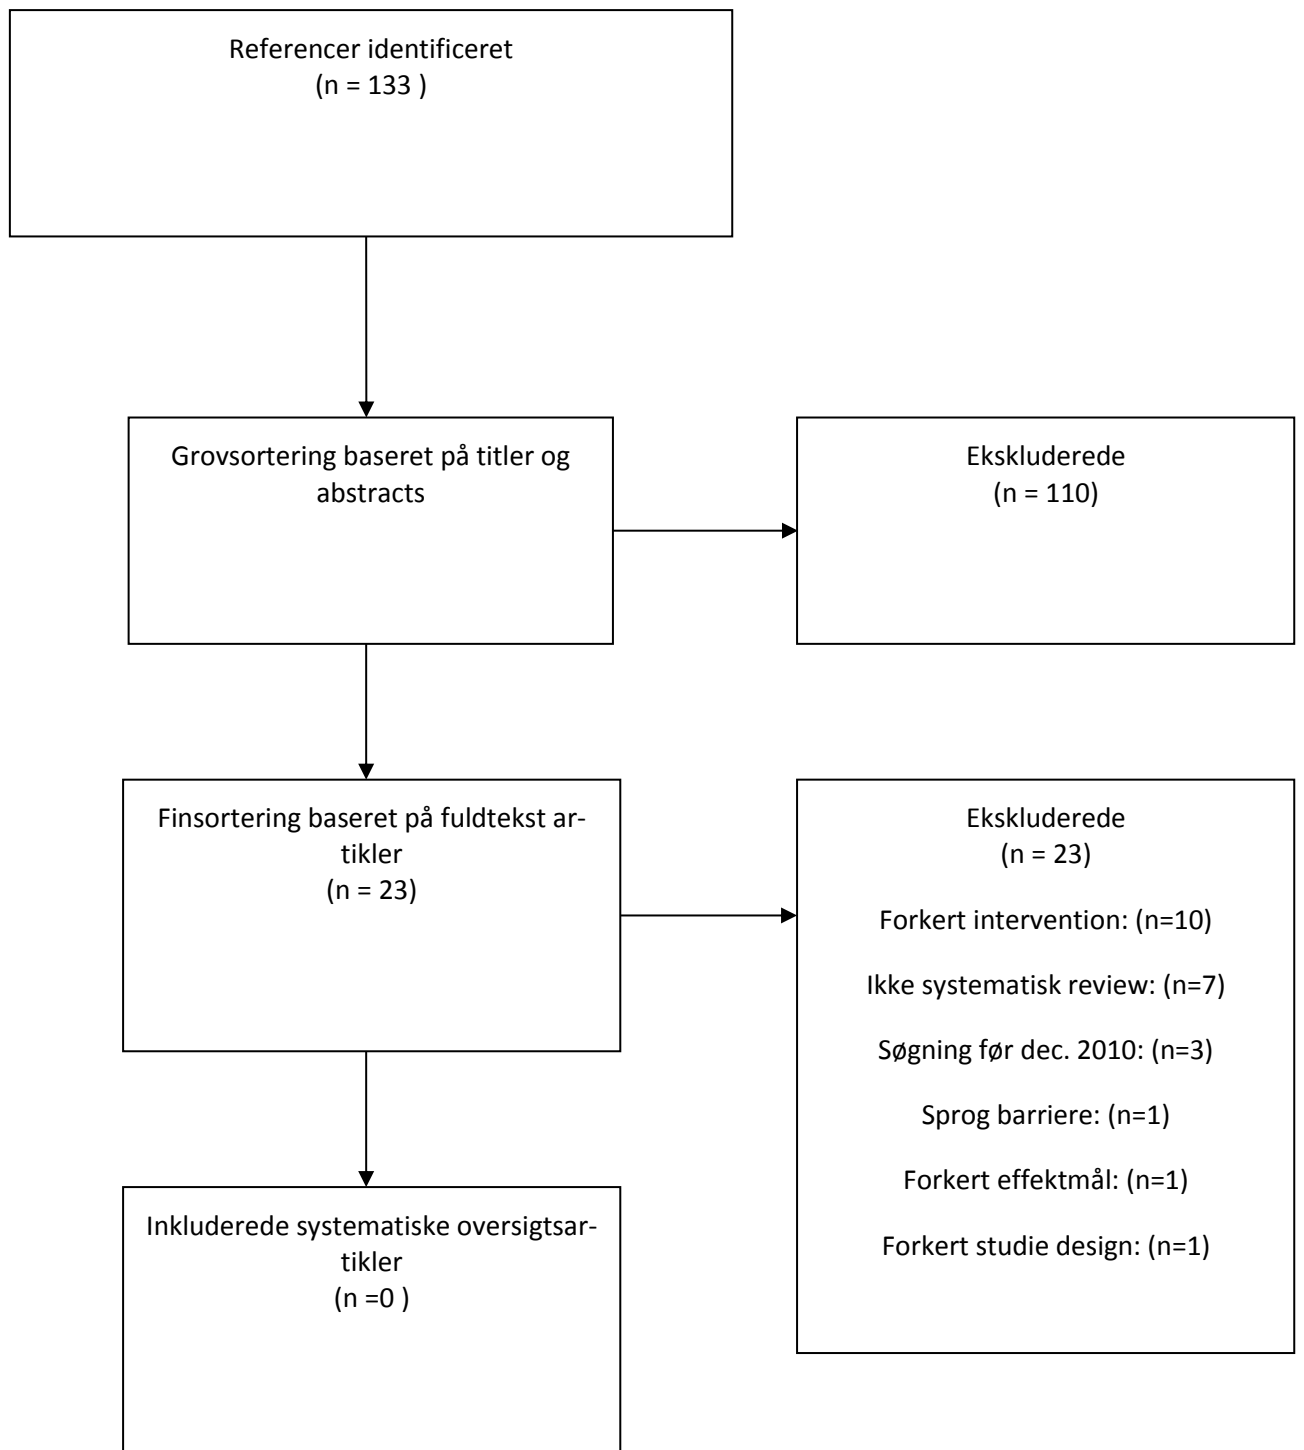 Referencer identificeret
(n = 133 )
Grovsortering baseret på titler og
abstracts
Ekskluderede
(n = 110)
Finsortering baseret på fuldtekst ar-
tikler
(n = 23)
Ekskluderede
(n = 23)
Forkert intervention: (n=10)
Ikke systematisk review: (n=7)
Søgning før dec. 2010: (n=3)
Sprog barriere: (n=1)
Forkert effektmål: (n=1)
Forkert studie design: (n=1)
Inkluderede systematiske oversigtsar-
tikler
(n =0 )